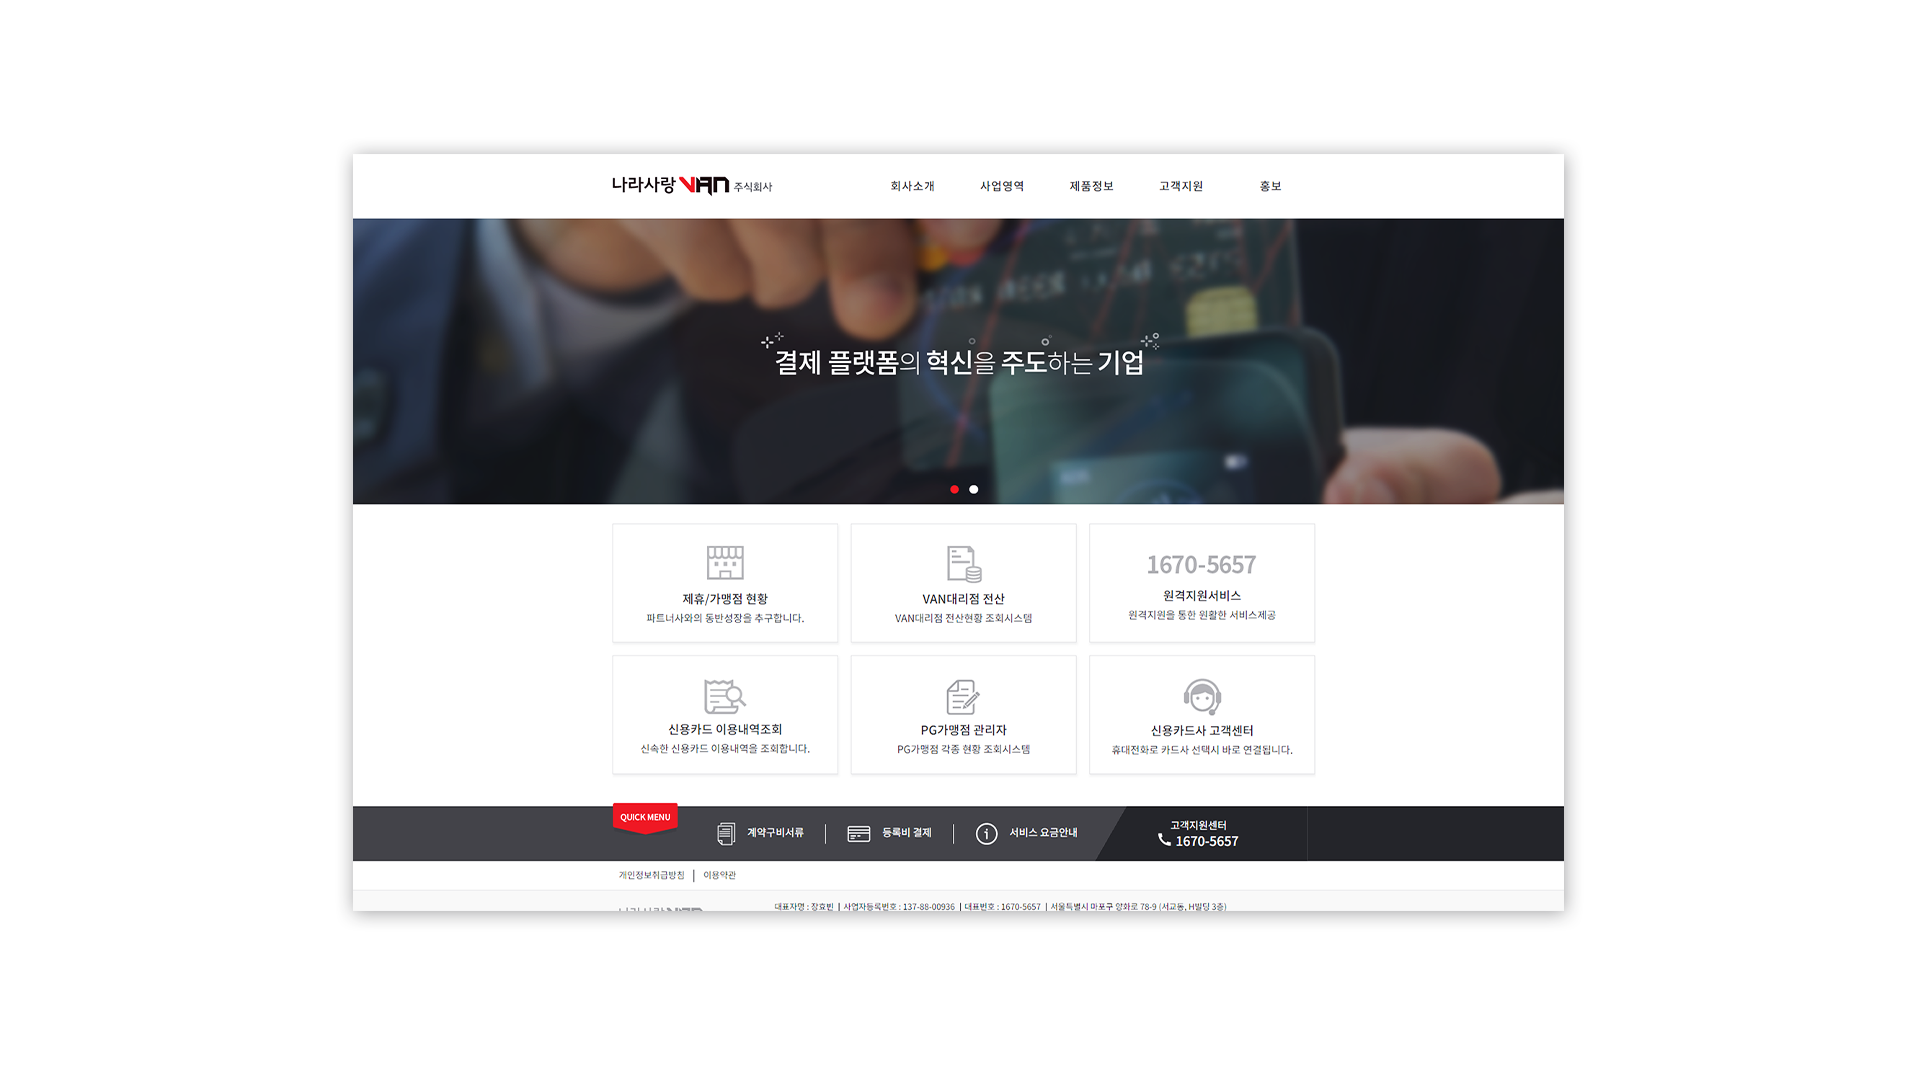 나라사랑 VAN 주식회사
회사소개 사업영역 제품정보 고객지원 홍보
결제 플랫폼의 혁신을 주도하는 기업
제휴/가맹점 현황
파트너사와의 동반성장을 추구합니다.
VAN대리점 전산
VAN대리점 전산현황 조회시스템
1670-5657
원격지원서비스
원격지원을 통한 원활한 서비스제공
신용카드 이용내역조회
신속한 신용카드 이용내역을 조회합니다.
PG가맹점 관리자
PG가맹점 각종 현황 조회시스템
신용카드사 고객센터
휴대전화로 카드사 선택시 바로 연결됩니다.
QUICK MENU
계약구비서류
등록비 결제
서비스 요금안내
고객지원센터
1670-5657
개인정보취급방침 | 이용약관
대표자명 : 장효빈 | 사업자등록번호 : 137-88-00936 | 대표번호 : 1670-5657 | 서울특별시 마포구 양화로 78-9 (서교동, H빌딩 3층)